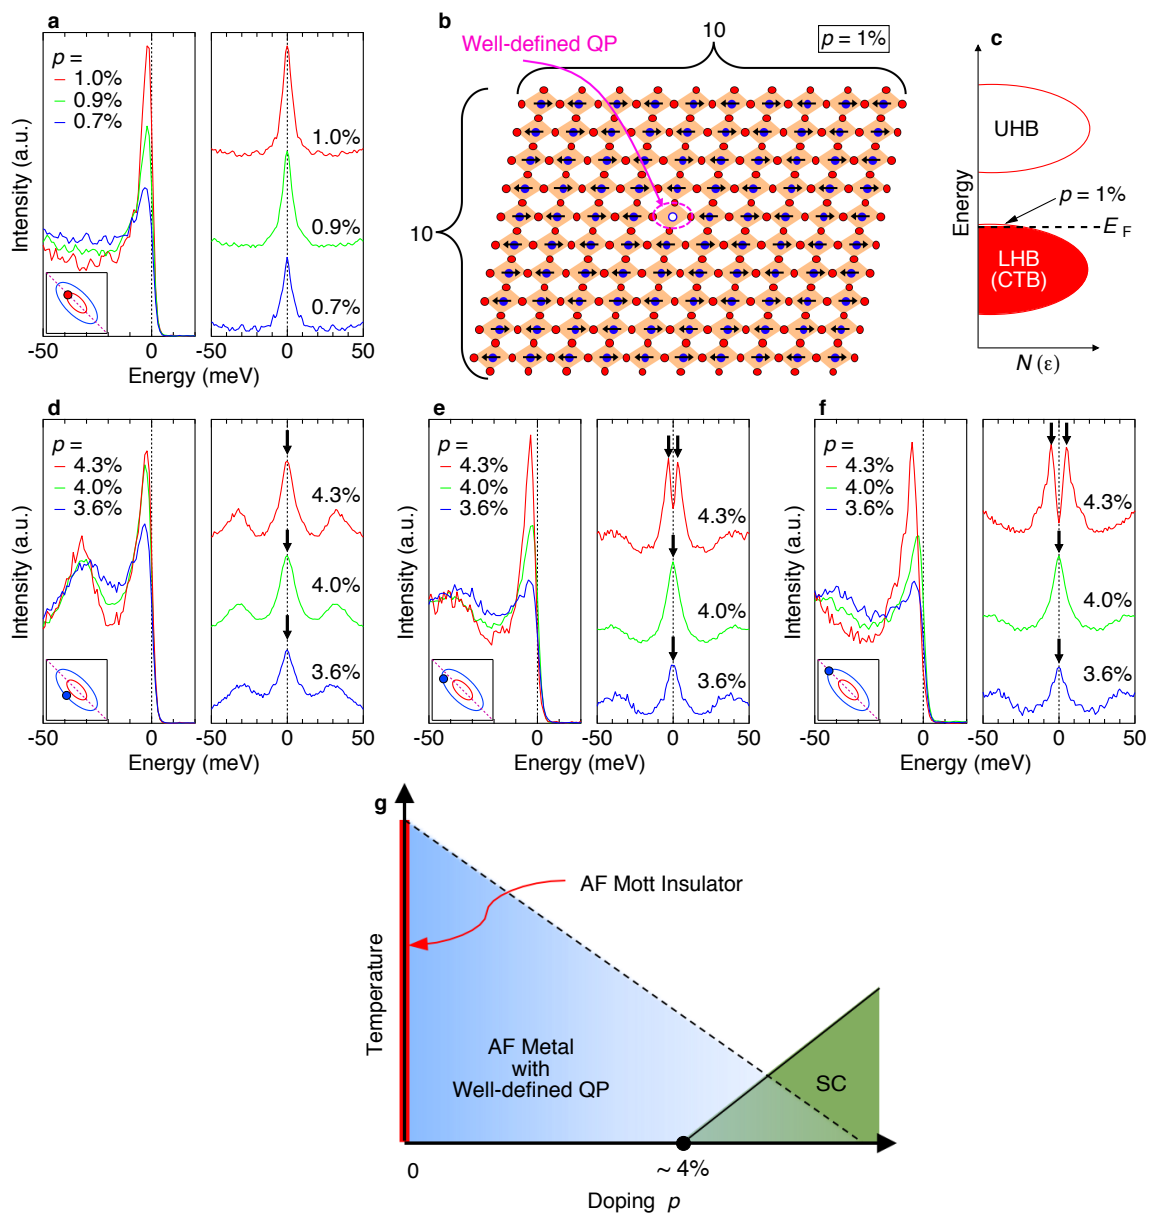 a
p =
1.0%
0.9%
0.7%
Intensity (a.u.)
-50
0
Energy (meV)
1.0%
0.9%
0.7%
-50
0
50
b
Well-defined QP
10
p = 1%
10
c
Energy
UHB
p = 1%
E F
LHB
(CTB)
N (ε)
d
p =
4.3%
4.0%
3.6%
Intensity (a.u.)
-50
0
Energy (meV)
4.3%
4.0%
3.6%
-50
0
50
e
p =
4.3%
4.0%
3.6%
Intensity (a.u.)
-50
0
Energy (meV)
4.3%
4.0%
3.6%
-50
0
50
f
p =
4.3%
4.0%
3.6%
Intensity (a.u.)
-50
0
Energy (meV)
4.3%
4.0%
3.6%
-50
0
50
g
Temperature
AF Mott Insulator
AF Metal
with
Well-defined QP
SC
0
~ 4%
Doping p